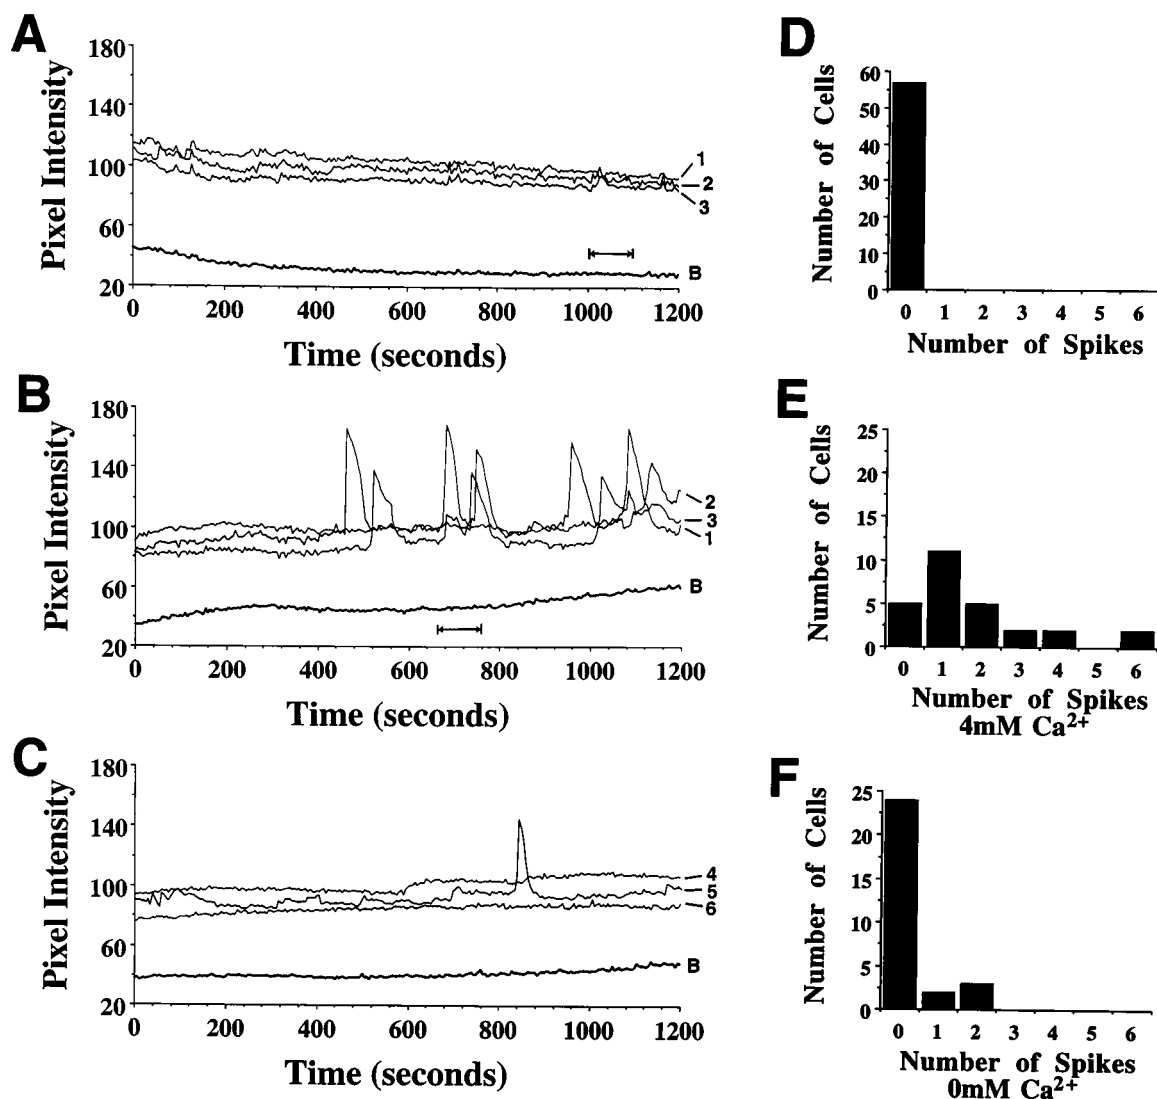 A
180
140
100
60
20
Pixel Intensity
1
2
3
B
0 200 400 600 800 1000 1200
Time (seconds)
D
60
50
40
30
20
10
0
Number of Cells
0 1 2 3 4 5 6
Number of Spikes
B
180
140
100
60
20
Pixel Intensity
2
3
1
B
0 200 400 600 800 1000 1200
Time (seconds)
E
25
20
15
10
5
0
Number of Cells
0 1 2 3 4 5 6
Number of Spikes
4mM Ca²⁺
C
180
140
100
60
20
Pixel Intensity
4
5
6
B
0 200 400 600 800 1000 1200
Time (seconds)
F
25
20
15
10
5
0
Number of Cells
0 1 2 3 4 5 6
Number of Spikes
0mM Ca²⁺